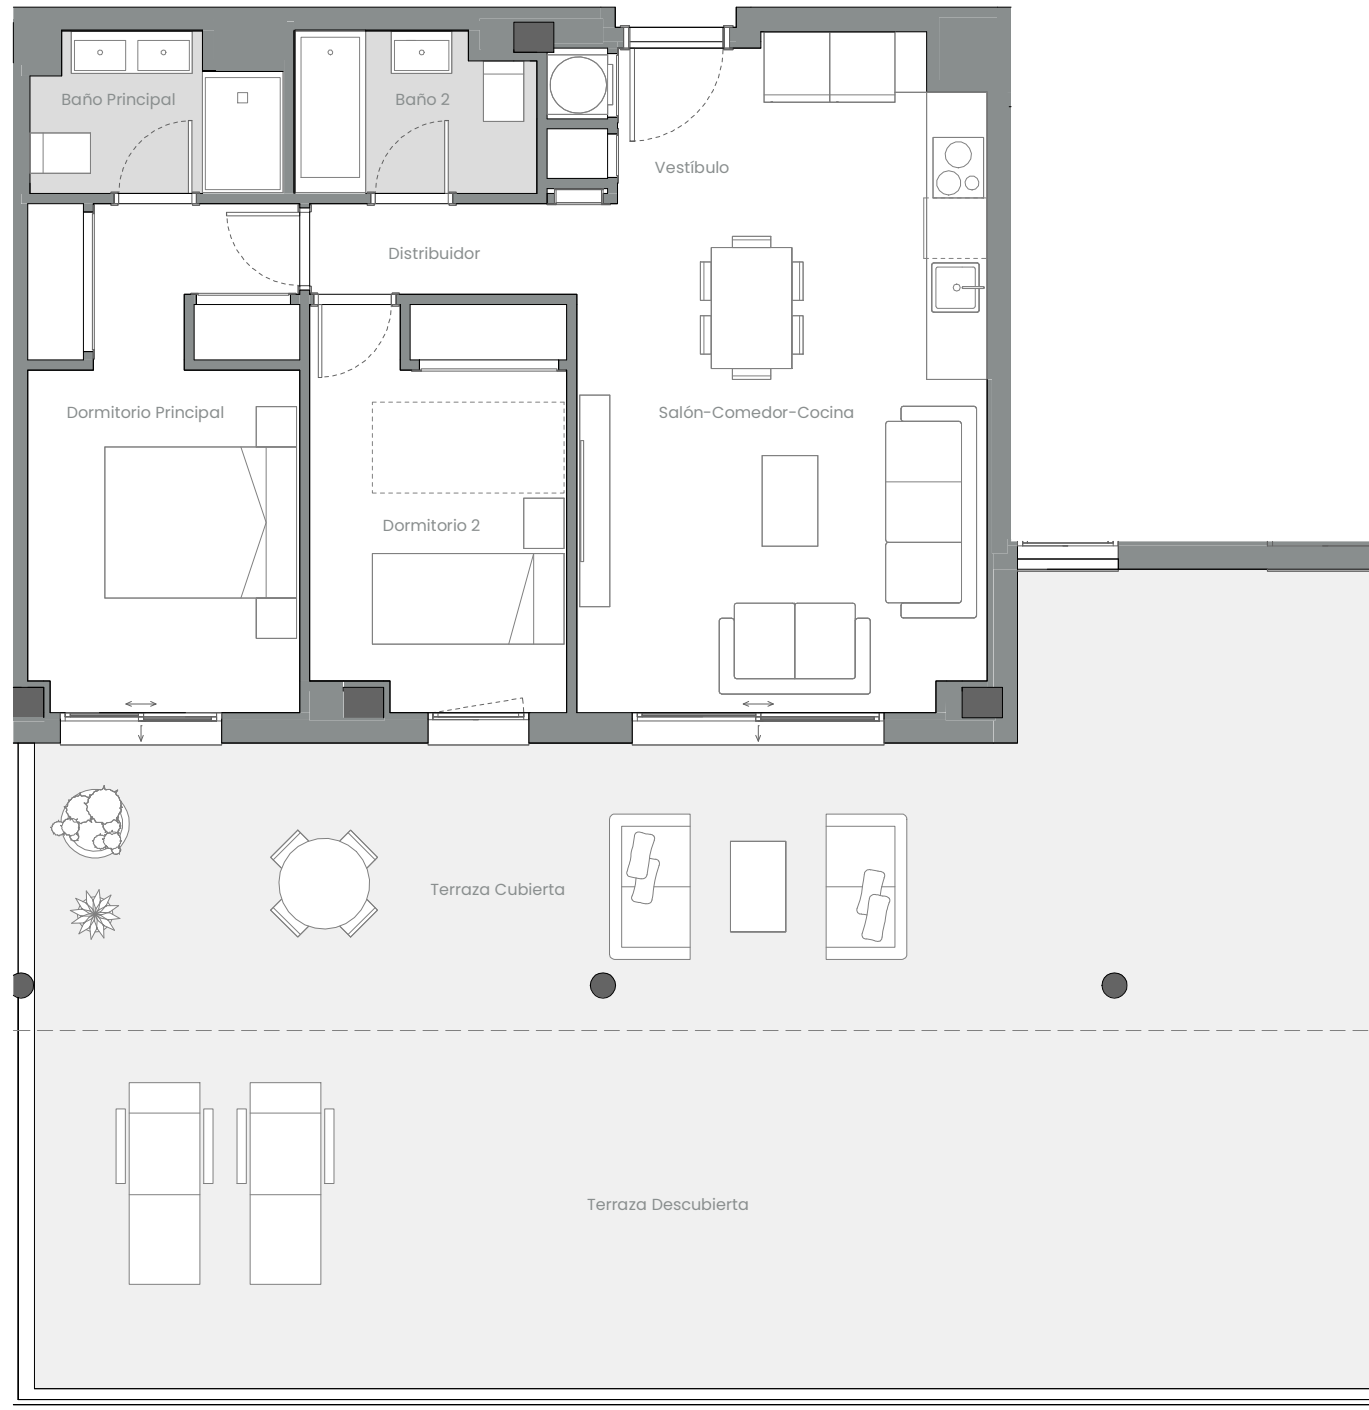 Baño Principal
Baño 2
Vestíbulo
Distribuidor
Dormitorio Principal
Salón-Comedor-Cocina
Dormitorio 2
Terraza Cubierta
Terraza Descubierta